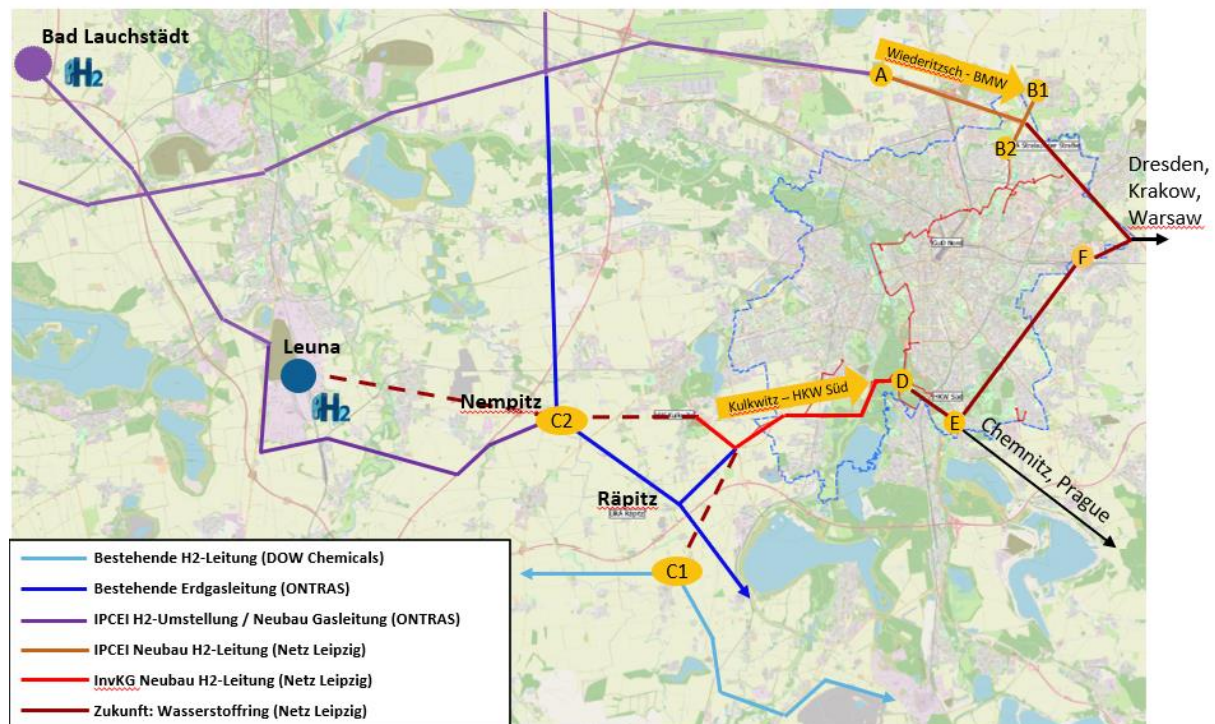 Bad Lauchstädt
H2
Wiederitzsch - BMW
A
B1
B2
Dresden,
Krakow,
Warsaw
F
Leuna
H2
Nempitz
C2
Kulkwitz – HKW Süd
D
HKW Süd
E
Chemnitz, Prague
Räpitz
C1
Bestehende H2-Leitung (DOW Chemicals)
Bestehende Erdgasleitung (ONTRAS)
IPCEI H2-Umstellung / Neubau Gasleitung (ONTRAS)
IPCEI Neubau H2-Leitung (Netz Leipzig)
InvKG Neubau H2-Leitung (Netz Leipzig)
Zukunft: Wasserstoffring (Netz Leipzig)